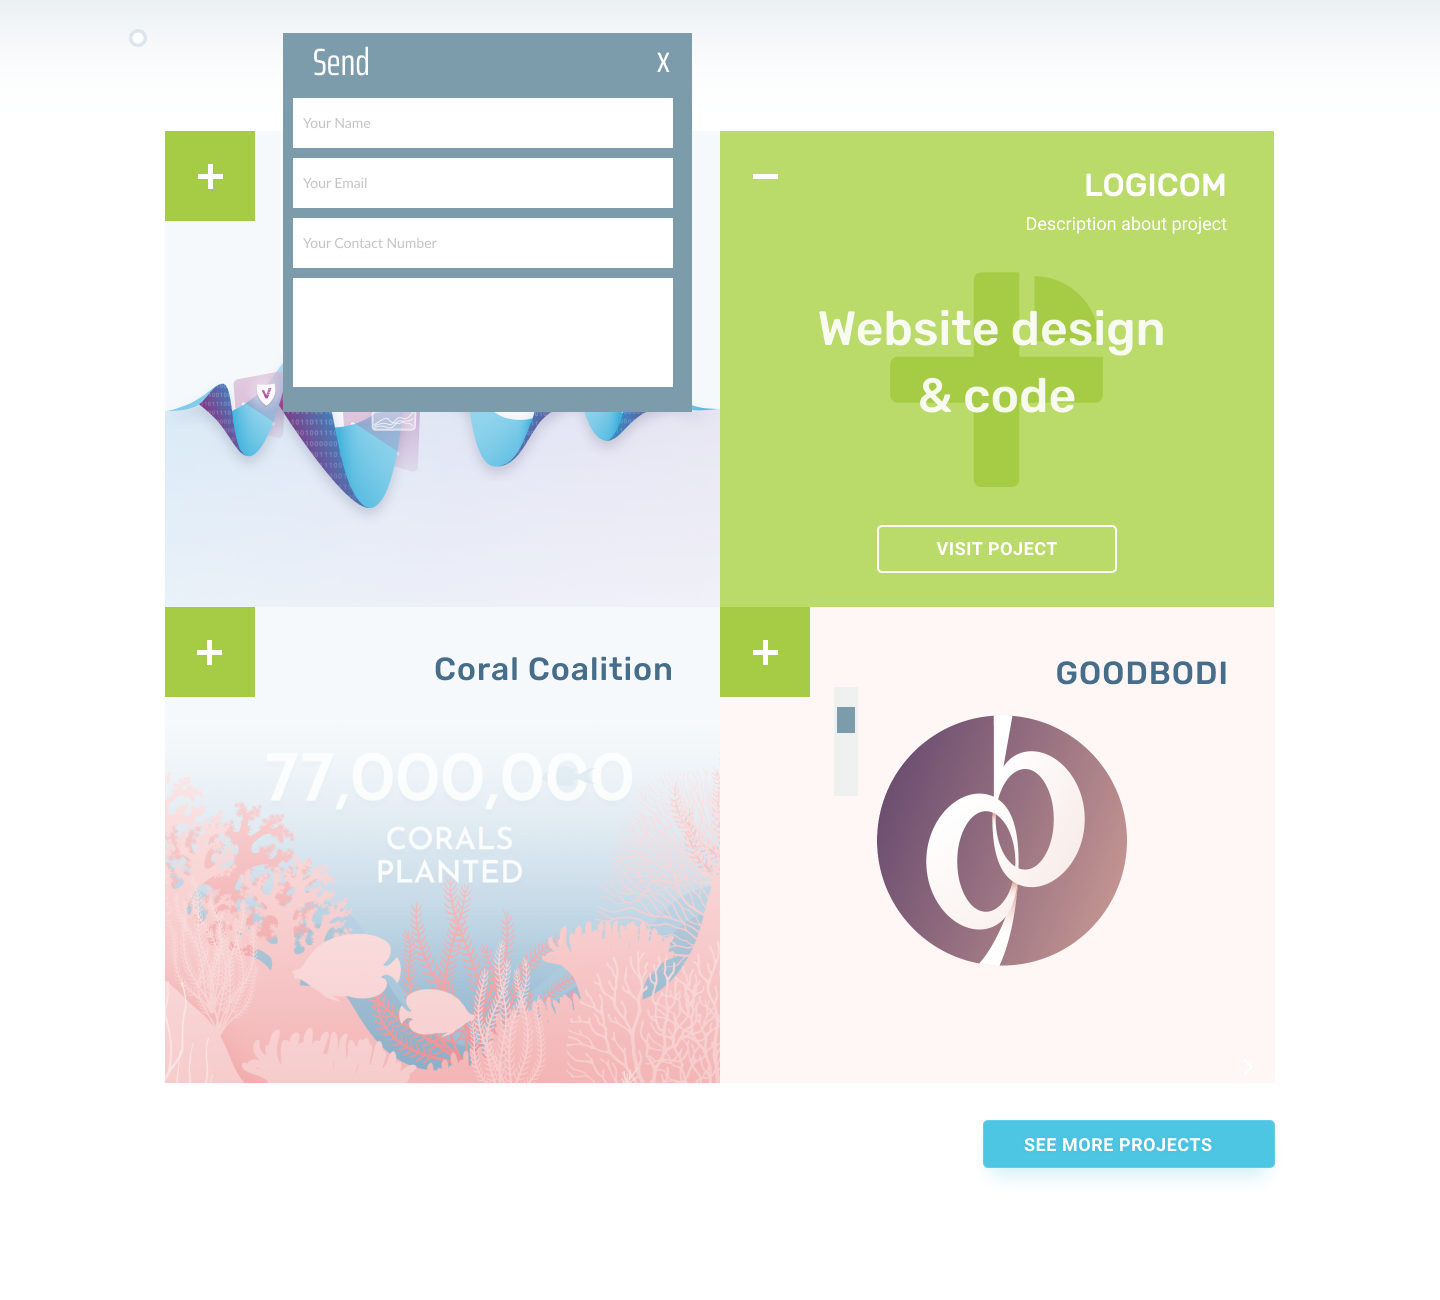 Send
X
Your Name
Your Email
Your Contact Number
LOGICOM
Description about project
Website design
& code
VISIT POJECT
Coral Coalition
77,000,000
CORALS
PLANTED
GOODBODI
SEE MORE PROJECTS